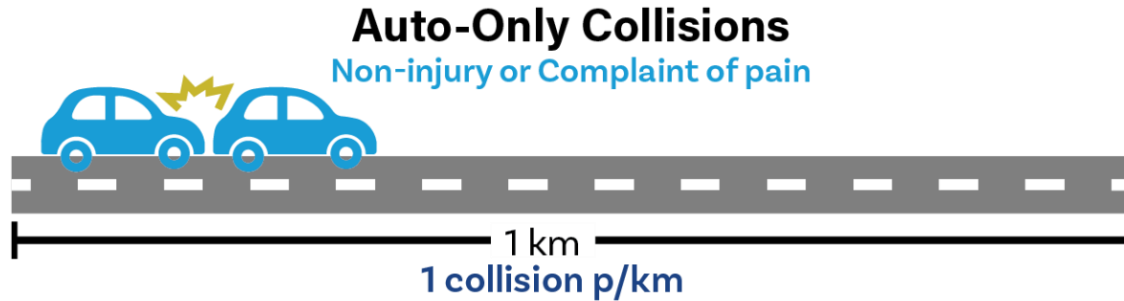 Auto-Only Collisions
Non-injury or Complaint of pain
1 km
1 collision p/km